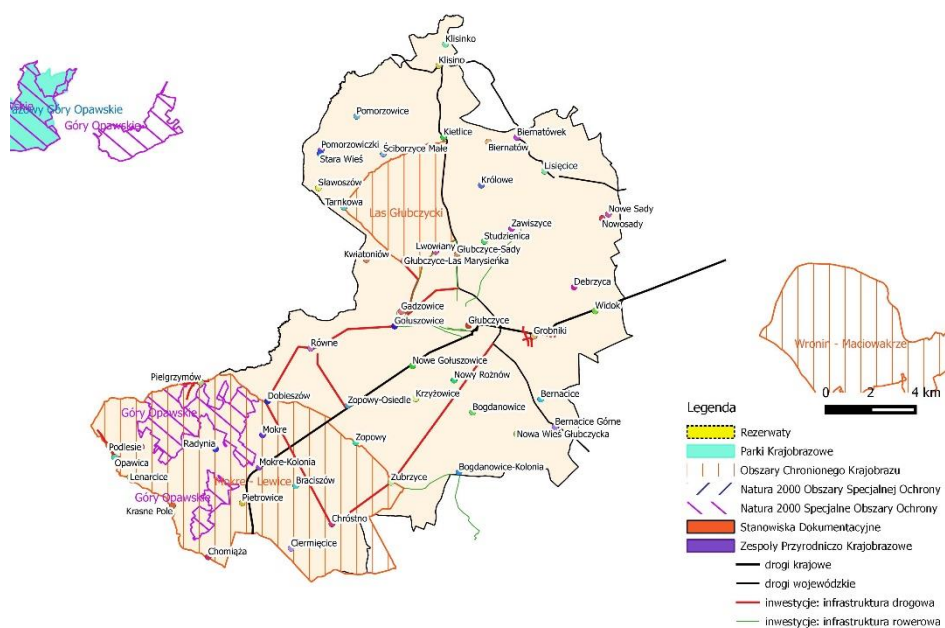 Klisinko
Klisino
Pomorzowice
Góry Opawskie
Góry Opawskie
Kietlice
Biernatówek
Biernatów
Pomorzowiczki
Stara Wieś
Ściborzyce Małe
Lisięcice
Sławoszów
Królowe
Tarnkowa
Las Głubczycki
Nowe Sady
Nowosady
Zawiszyce
Studzienica
Lwowiany
Głubczyce-Sady
Kwiatoniów
Głubczyce-Las Marysieńka
Debrzyca
Widok
Gadzowice
Gołuszowice
Głubczyce
Grobniki
Równe
Wronin - Maciowakrze
Nowe Gołuszowice
Pielgrzymów
Nowy Rożnów
0 2 4 km
Dobieszów
Zopowy-Osiedle
Krzyżowice
Bernacice
Góry Opawskie
Bogdanowice
Mokre
Bernacice Górne
Nowa Wieś Głubczycka
Podlesie
Radynia
Zopowy
Opawica
Mokre-Kolonia
Lenarcice
Mokre - Lewice
Braciszów
Zubrzyce
Bogdanowice-Kolonia
Góry Opawskie
Pietrowice
Krasne Pole
Chróstno
Ciermięcice
Chomiąża
Legenda
Rezerwaty
Parki Krajobrazowe
Obszary Chronionego Krajobrazu
Natura 2000 Obszary Specjalnej Ochrony
Natura 2000 Specjalne Obszary Ochrony
Stanowiska Dokumentacyjne
Zespoły Przyrodniczo Krajobrazowe
drogi krajowe
drogi wojewódzkie
inwestycje: infrastruktura drogowa
inwestycje: infrastruktura rowerowa